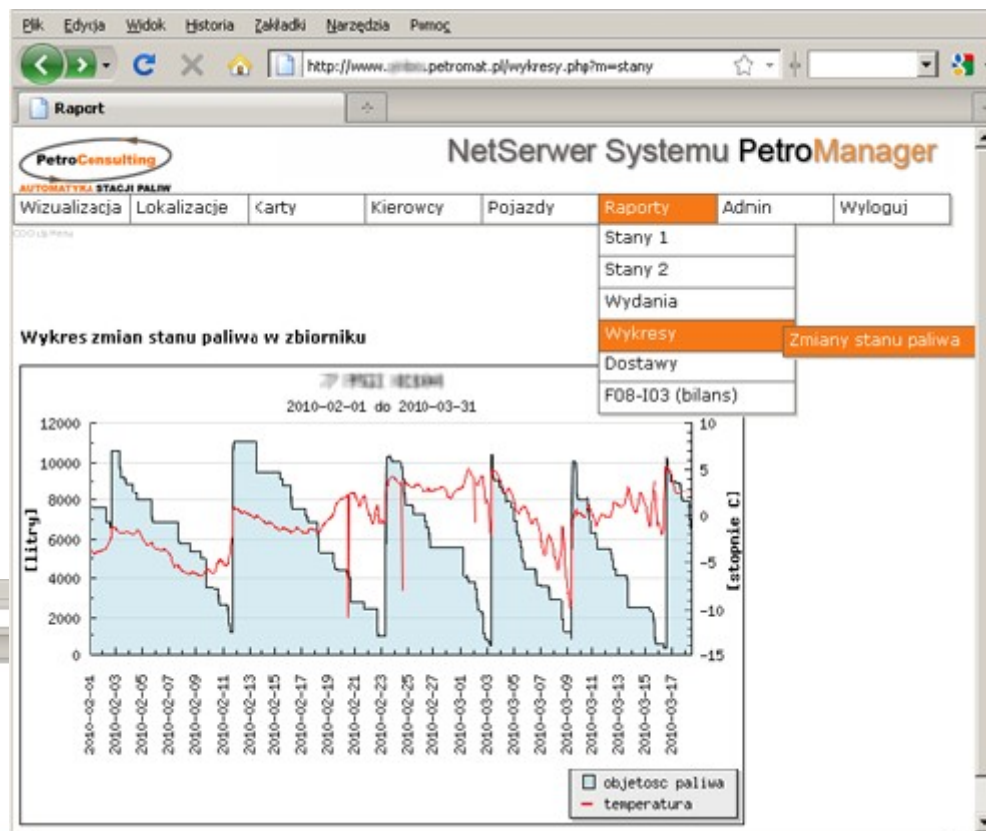 Plik Edycja Widok Historia Zakładki Narzędzia Pomoc
http://www. .petromat.pl/wykresy.php?m=stany
Raport
PetroConsulting
AUTOMATYKA STACJI PALIW
NetSerwer Systemu PetroManager
Wizualizacja Lokalizacje Karty Kierowcy Pojazdy Raporty Admin Wyloguj
Menu
Stany 1
Stany 2
Wydania
Wykresy Zmiany stanu paliwa
Dostawy
F08-I03 (bilans)
Wykres zmian stanu paliwa w zbiorniku
2010-02-01 do 2010-03-31
12000
10000
8000
6000
4000
2000
0
[litry]
10
5
0
-5
-10
-15
[stopnie C]
2010-02-01
2010-02-03
2010-02-05
2010-02-07
2010-02-09
2010-02-11
2010-02-13
2010-02-15
2010-02-17
2010-02-19
2010-02-21
2010-02-23
2010-02-25
2010-02-27
2010-03-01
2010-03-03
2010-03-05
2010-03-07
2010-03-09
2010-03-11
2010-03-13
2010-03-15
2010-03-17
objetosc paliwa
temperatura